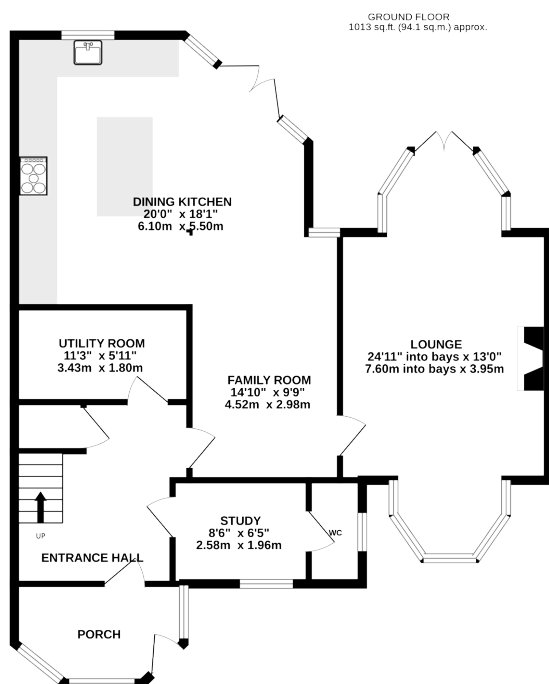 GROUND FLOOR
1013 sq.ft. (94.1 sq.m.) approx.
DINING KITCHEN
20'0" x 18'1"
6.10m x 5.50m
UTILITY ROOM
11'3" x 5'11"
3.43m x 1.80m
LOUNGE
24'11" into bays x 13'0"
7.60m into bays x 3.95m
FAMILY ROOM
14'10" x 9'9"
4.52m x 2.98m
STUDY
8'6" x 6'5"
2.58m x 1.96m
WC
UP
ENTRANCE HALL
PORCH